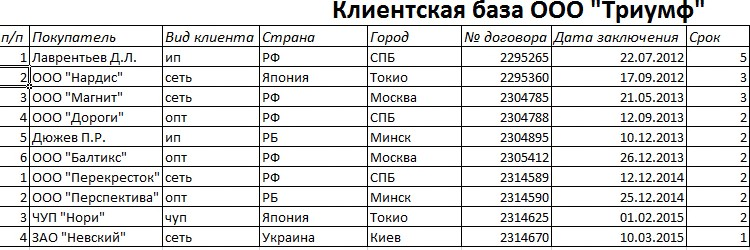 Клиентская база ООО "Триумф"
п/п Покупатель Вид клиента Страна Город № договора Дата заключения Срок
1 Лаврентьев Д.Л. ип РФ СПБ 2295265 22.07.2012 5
2 ООО "Нардис" сеть Япония Токио 2295360 17.09.2012 3
3 ООО "Магнит" сеть РФ Москва 2304785 21.05.2013 3
4 ООО "Дороги" опт РФ СПБ 2304788 12.09.2013 2
5 Дюжев П.Р. ип РБ Минск 2304895 10.12.2013 2
6 ООО "Балтикс" опт РФ Москва 2305412 26.12.2013 2
1 ООО "Перекресток" сеть РФ СПБ 2314589 12.12.2014 2
2 ООО "Перспектива" опт РБ Минск 2314590 25.12.2014 2
3 ЧУП "Нори" чуп Япония Токио 2314625 01.02.2015 2
4 ЗАО "Невский" сеть Украина Киев 2314670 10.03.2015 1